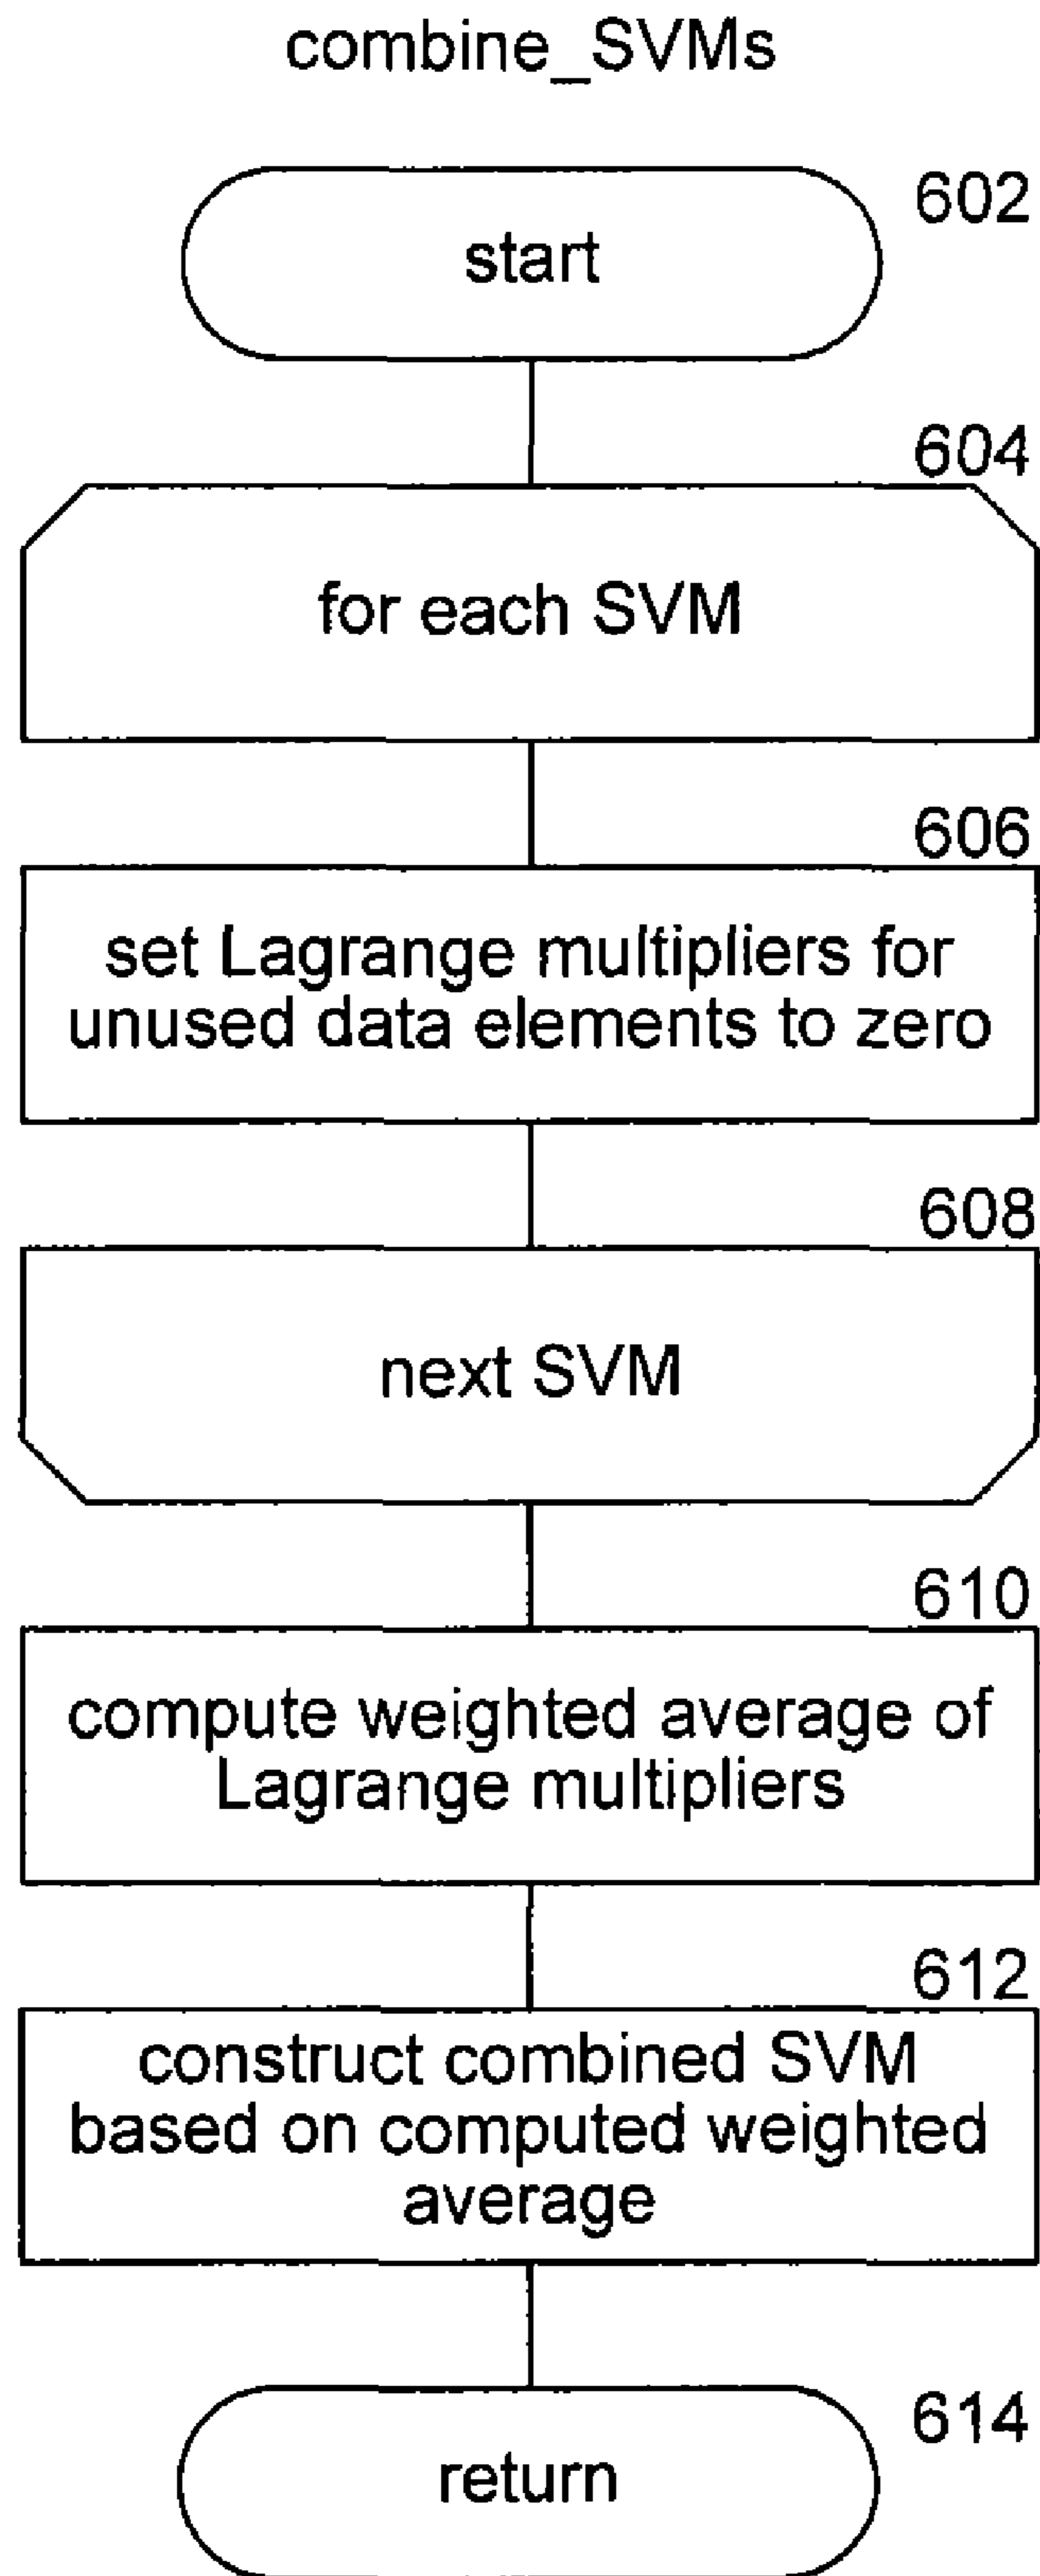 combine_SVMs
602
start
604
for each SVM
606
set Lagrange multipliers for
unused data elements to zero
608
next SVM
610
compute weighted average of
Lagrange multipliers
612
construct combined SVM
based on computed weighted
average
614
return